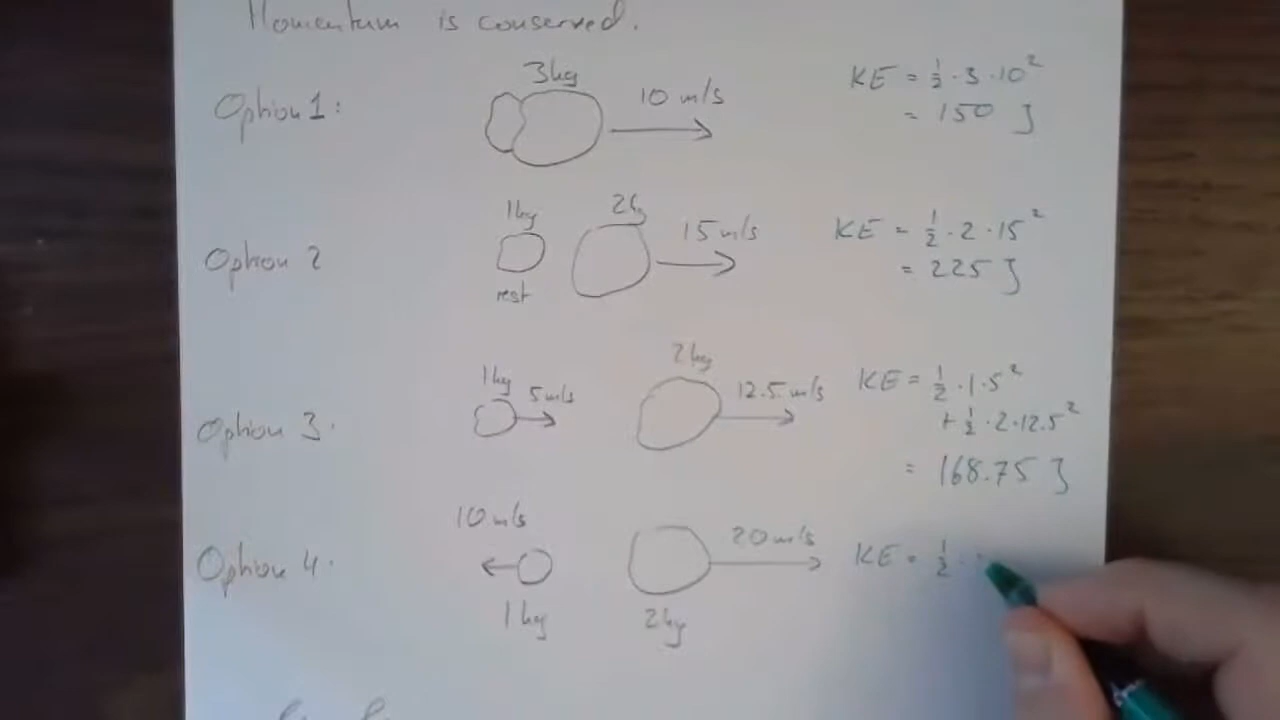 Momentum is conserved.
Option 1:
3kg
10 m/s
KE = ½ · 3 · 10²
= 150 J
Option 2
1kg
rest
2kg
15 m/s
KE = ½ · 2 · 15²
= 225 J
Option 3.
1kg
5 m/s
2kg
12.5 m/s
KE = ½ · 1 · 5²
+ ½ · 2 · 12.5²
= 168.75 J
Option 4.
10 m/s
1kg
2kg
20 m/s
KE = ½ ·